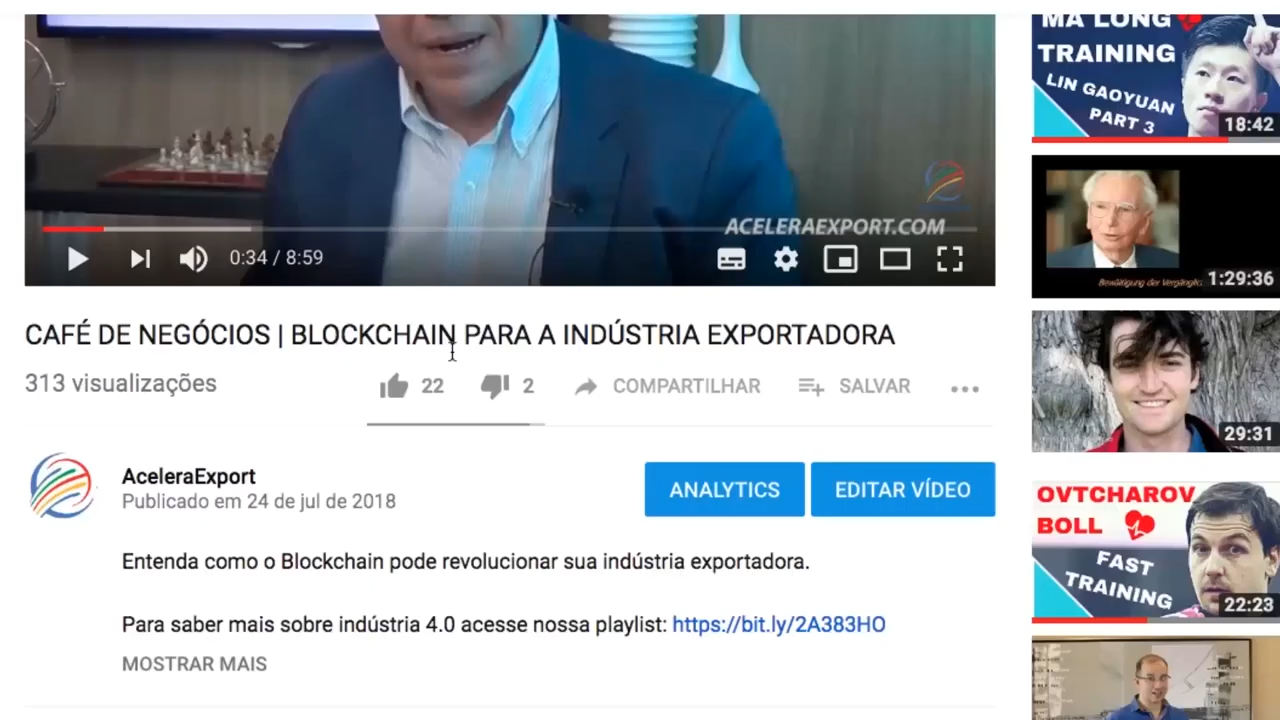 ACELERAEXPORT.COM
0:34 / 8:59
CAFÉ DE NEGÓCIOS | BLOCKCHAIN PARA A INDÚSTRIA EXPORTADORA
313 visualizações
22
2
COMPARTILHAR
SALVAR
AceleraExport
Publicado em 24 de jul de 2018
ANALYTICS
EDITAR VÍDEO
Entenda como o Blockchain pode revolucionar sua indústria exportadora.
Para saber mais sobre indústria 4.0 acesse nossa playlist: https://bit.ly/2A383HO
MOSTRAR MAIS
MA LONG
TRAINING
LIN GAOYUAN
PART 3
18:42
Bewältigung der
1:29:36
29:31
OVTCHAROV
BOLL
FAST
TRAINING
22:23